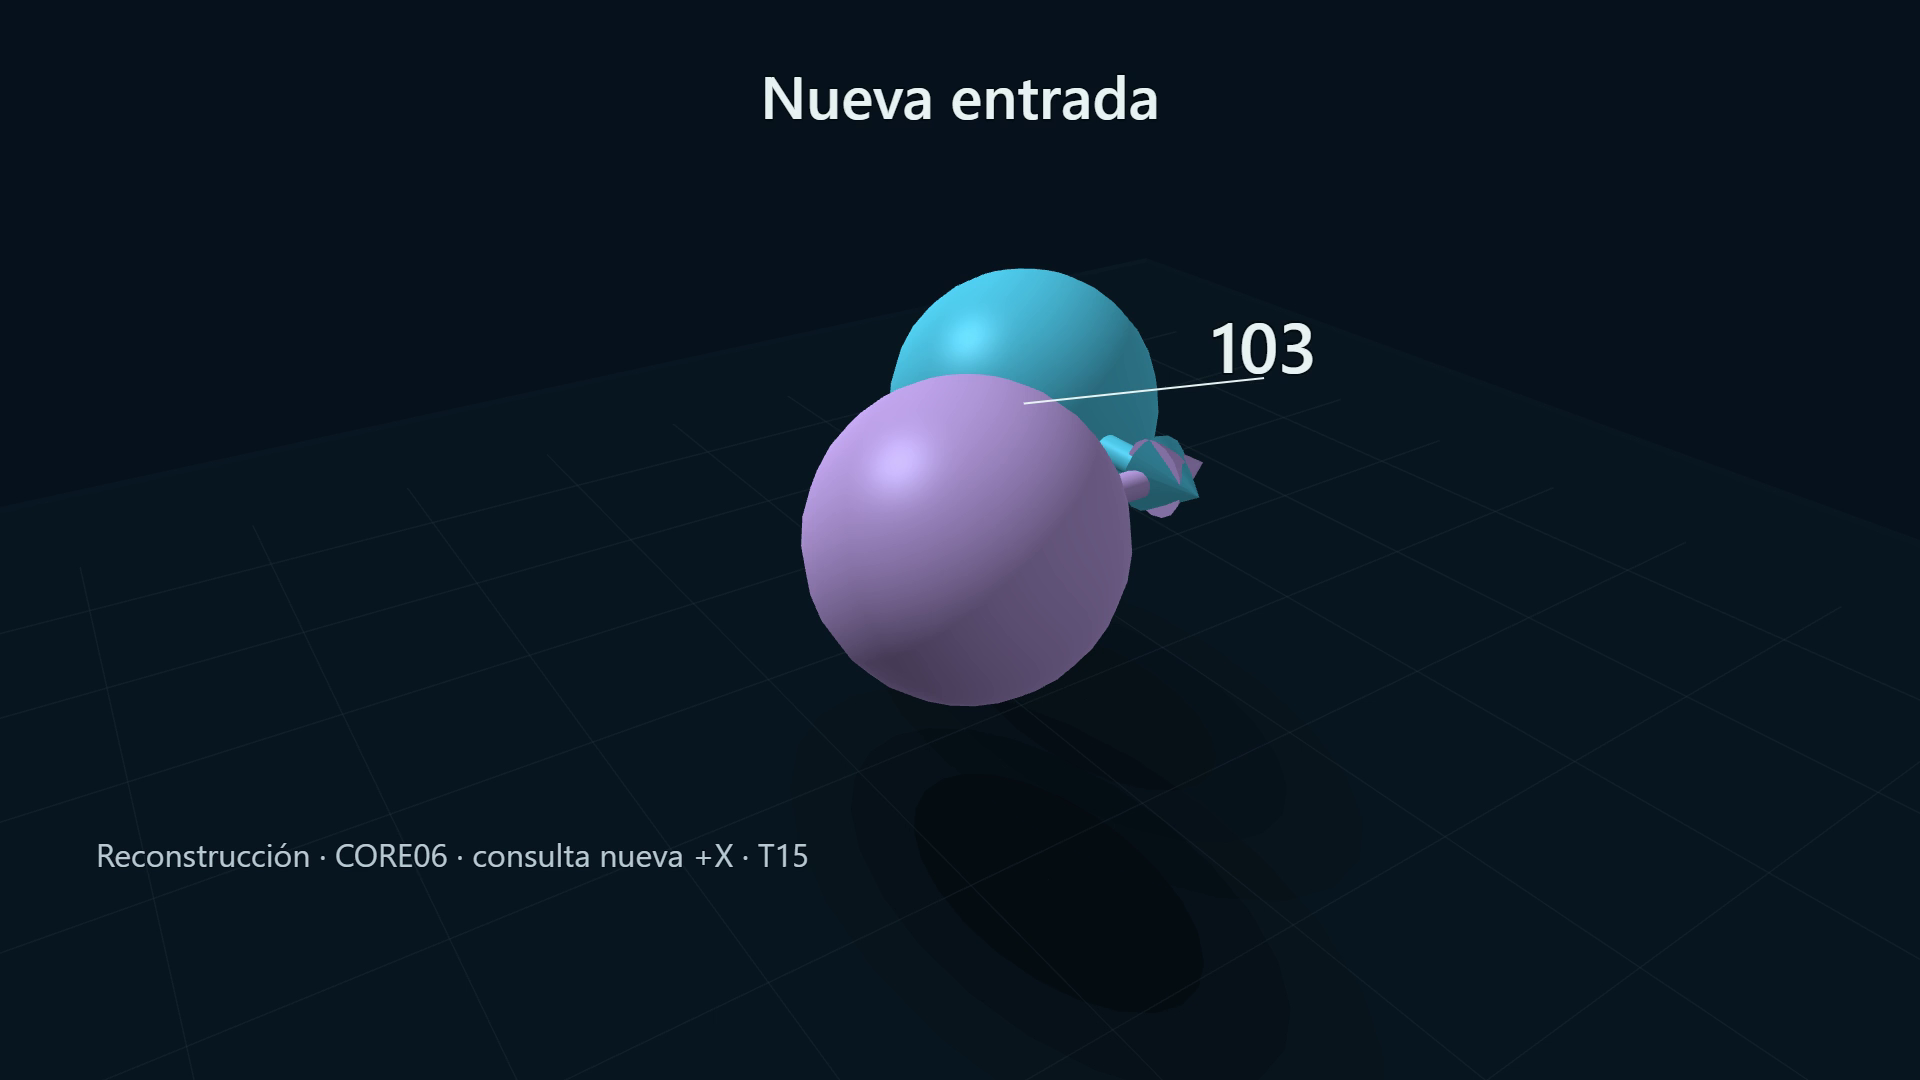 Nueva entrada
103
Reconstrucción · CORE06 · consulta nueva +X · T15